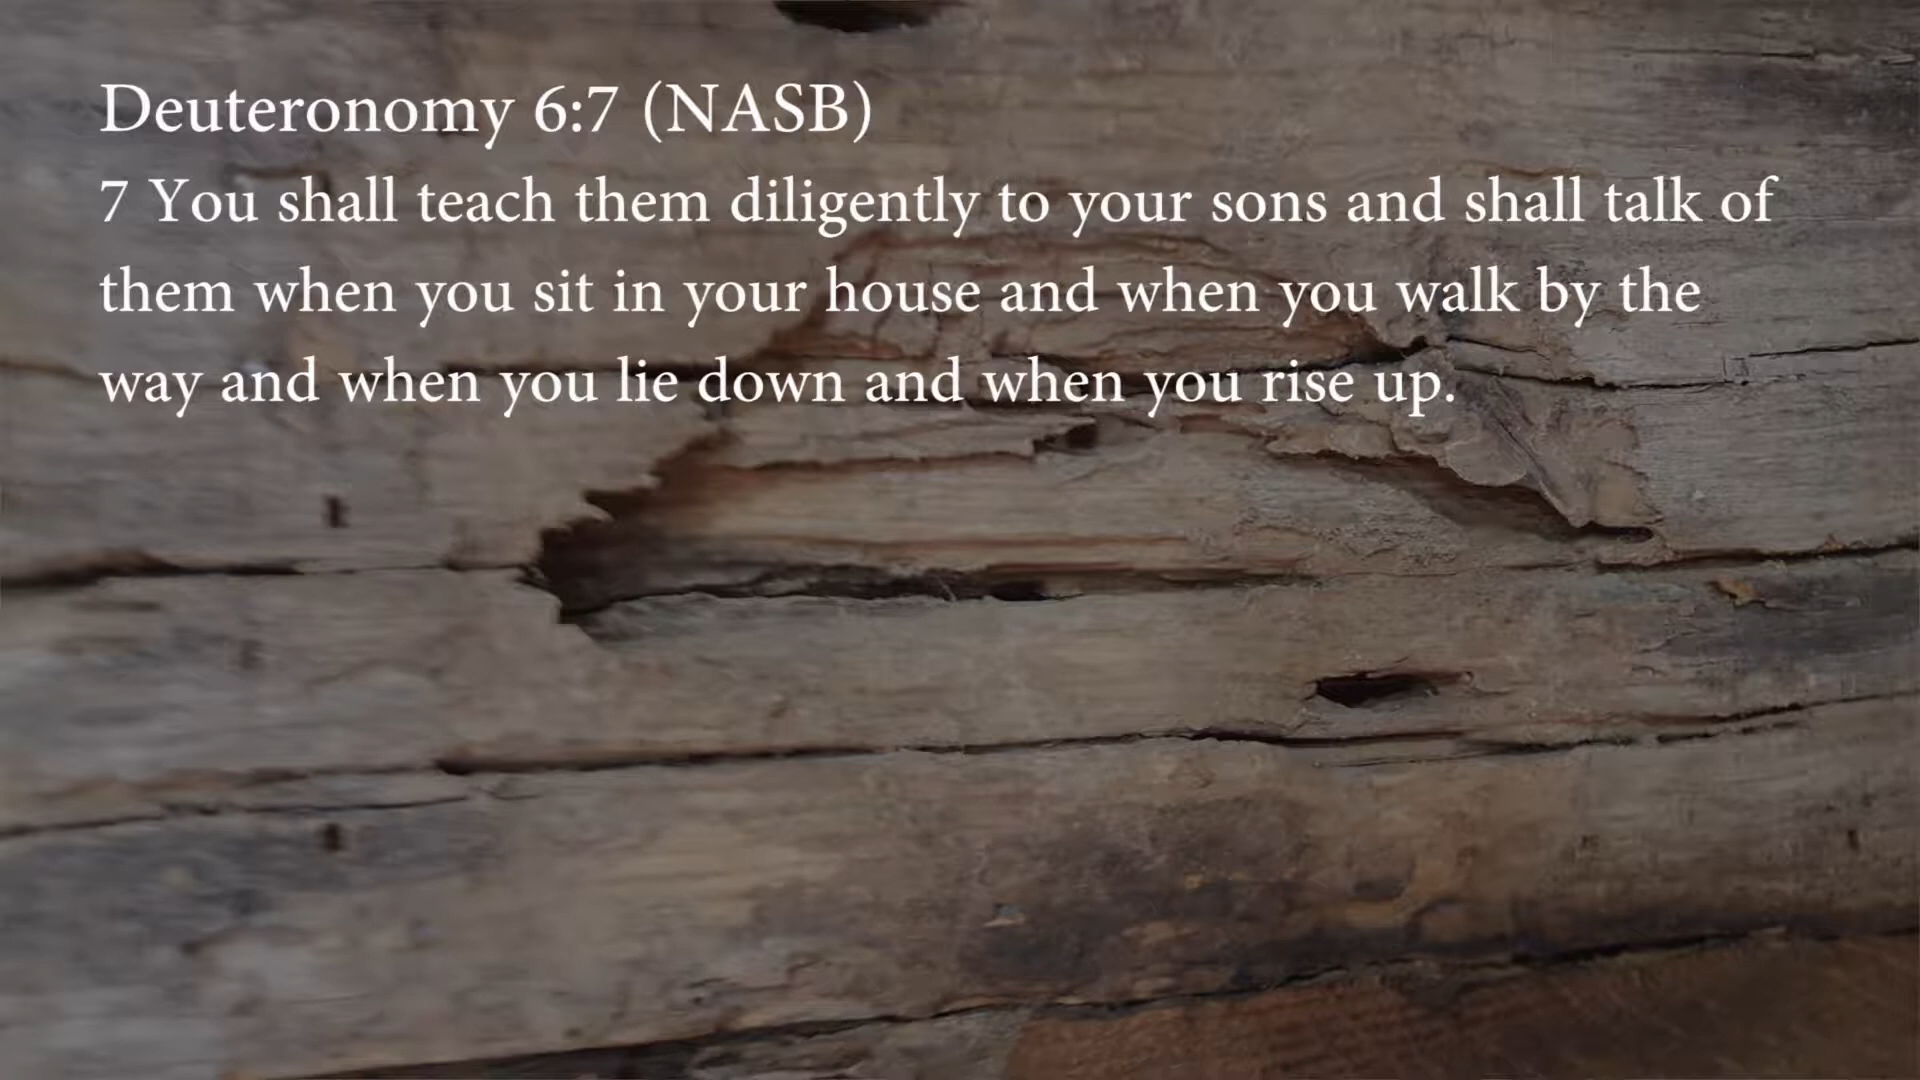 Deuteronomy 6:7 (NASB)
7 You shall teach them diligently to your sons and shall talk of
them when you sit in your house and when you walk by the
way and when you lie down and when you rise up.